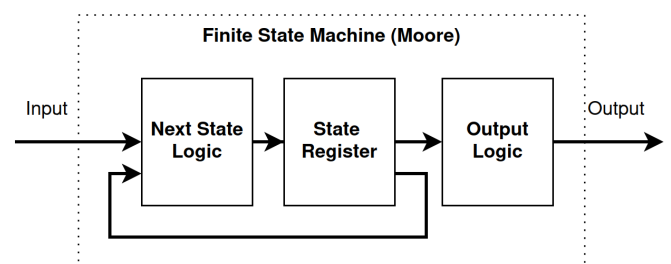 Finite State Machine (Moore)
Input
Next State
Logic
State
Register
Output
Logic
Output